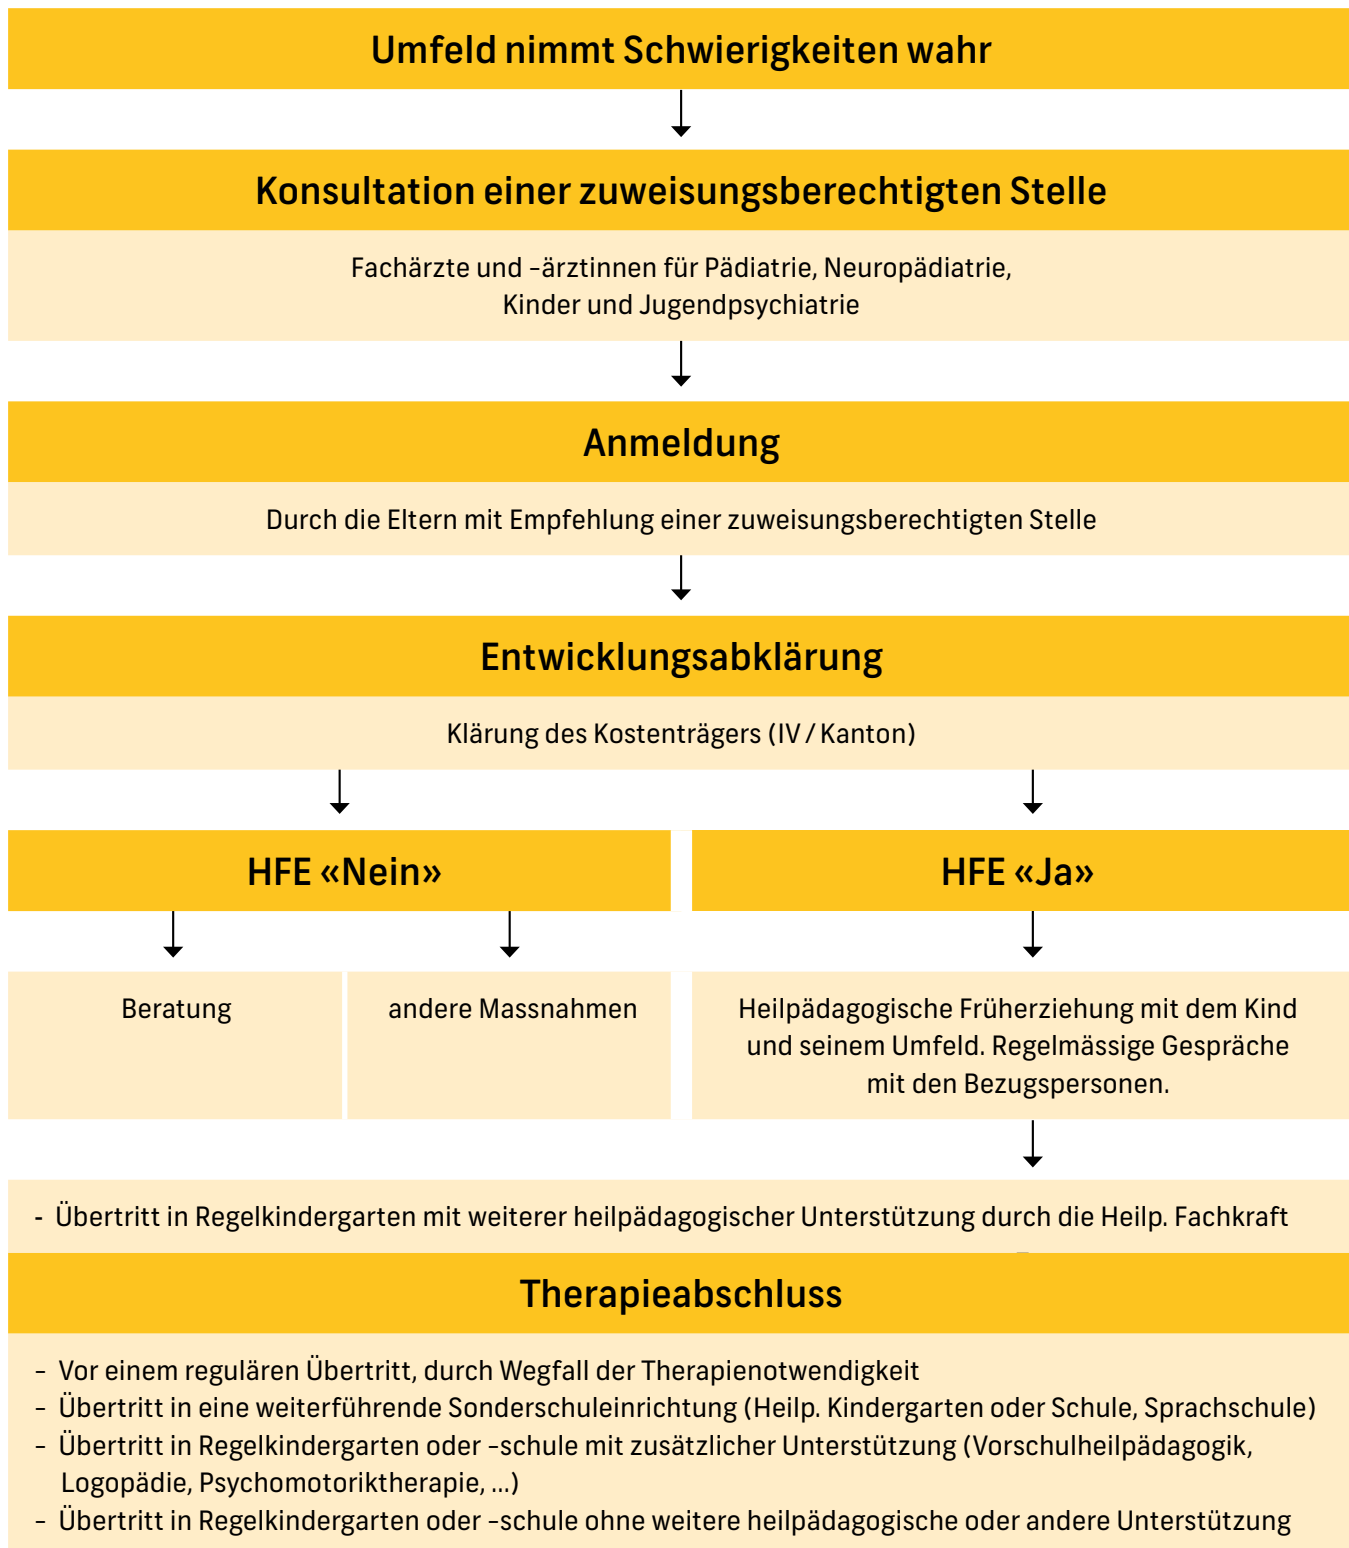 Umfeld nimmt Schwierigkeiten wahr
Konsultation einer zuweisungsberechtigten Stelle
Fachärzte und -ärztinnen für Pädiatrie, Neuropädiatrie,
Kinder und Jugendpsychiatrie
Anmeldung
Durch die Eltern mit Empfehlung einer zuweisungsberechtigten Stelle
Entwicklungsabklärung
Klärung des Kostenträgers (IV / Kanton)
HFE «Nein»
HFE «Ja»
Beratung
andere Massnahmen
Heilpädagogische Früherziehung mit dem Kind
und seinem Umfeld. Regelmässige Gespräche
mit den Bezugspersonen.
- Übertritt in Regelkindergarten mit weiterer heilpädagogischer Unterstützung durch die Heilp. Fachkraft
Therapieabschluss
- Vor einem regulären Übertritt, durch Wegfall der Therapienotwendigkeit
- Übertritt in eine weiterführende Sonderschuleinrichtung (Heilp. Kindergarten oder Schule, Sprachschule)
- Übertritt in Regelkindergarten oder -schule mit zusätzlicher Unterstützung (Vorschulheilpädagogik,
Logopädie, Psychomotoriktherapie, ...)
- Übertritt in Regelkindergarten oder -schule ohne weitere heilpädagogische oder andere Unterstützung